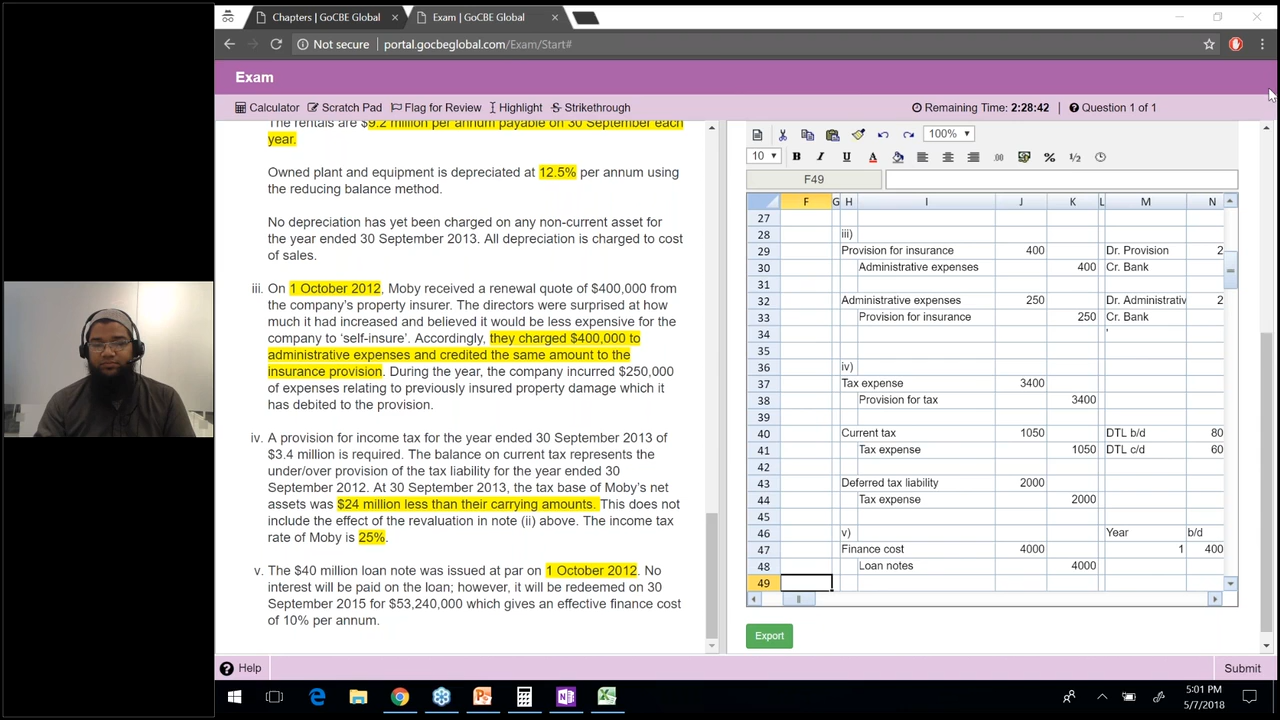 Chapters | GoCBE Global
Exam | GoCBE Global
Not secure | portal.gocbeglobal.com/Exam/Start#
Exam
Calculator Scratch Pad Flag for Review Highlight Strikethrough Remaining Time: 2:28:42 Question 1 of 1
The rentals are $9.2 million per annum payable on 30 September each
year.
Owned plant and equipment is depreciated at 12.5% per annum using
the reducing balance method.
No depreciation has yet been charged on any non-current asset for
the year ended 30 September 2013. All depreciation is charged to cost
of sales.
iii. On 1 October 2012, Moby received a renewal quote of $400,000 from
the company's property insurer. The directors were surprised at how
much it had increased and believed it would be less expensive for the
company to 'self-insure'. Accordingly, they charged $400,000 to
administrative expenses and credited the same amount to the
insurance provision. During the year, the company incurred $250,000
of expenses relating to previously insured property damage which it
has debited to the provision.
iv. A provision for income tax for the year ended 30 September 2013 of
$3.4 million is required. The balance on current tax represents the
under/over provision of the tax liability for the year ended 30
September 2012. At 30 September 2013, the tax base of Moby's net
assets was $24 million less than their carrying amounts. This does not
include the effect of the revaluation in note (ii) above. The income tax
rate of Moby is 25%.
v. The $40 million loan note was issued at par on 1 October 2012. No
interest will be paid on the loan; however, it will be redeemed on 30
September 2015 for $53,240,000 which gives an effective finance cost
of 10% per annum.
100%
10 B I U A .00 % 1/2
F49
F G H I J K L M N
27
28 iii)
29 Provision for insurance 400 Dr. Provision 2
30 Administrative expenses 400 Cr. Bank
32 Administrative expenses 250 Dr. Administrativ 2
33 Provision for insurance 250 Cr. Bank
34 '
35
36 iv)
37 Tax expense 3400
38 Provision for tax 3400
39
40 Current tax 1050 DTL b/d 80
41 Tax expense 1050 DTL c/d 60
42
43 Deferred tax liability 2000
44 Tax expense 2000
45
46 v) Year b/d
47 Finance cost 4000 1 400
48 Loan notes 4000
49
Export
Help Submit
5:01 PM
5/7/2018